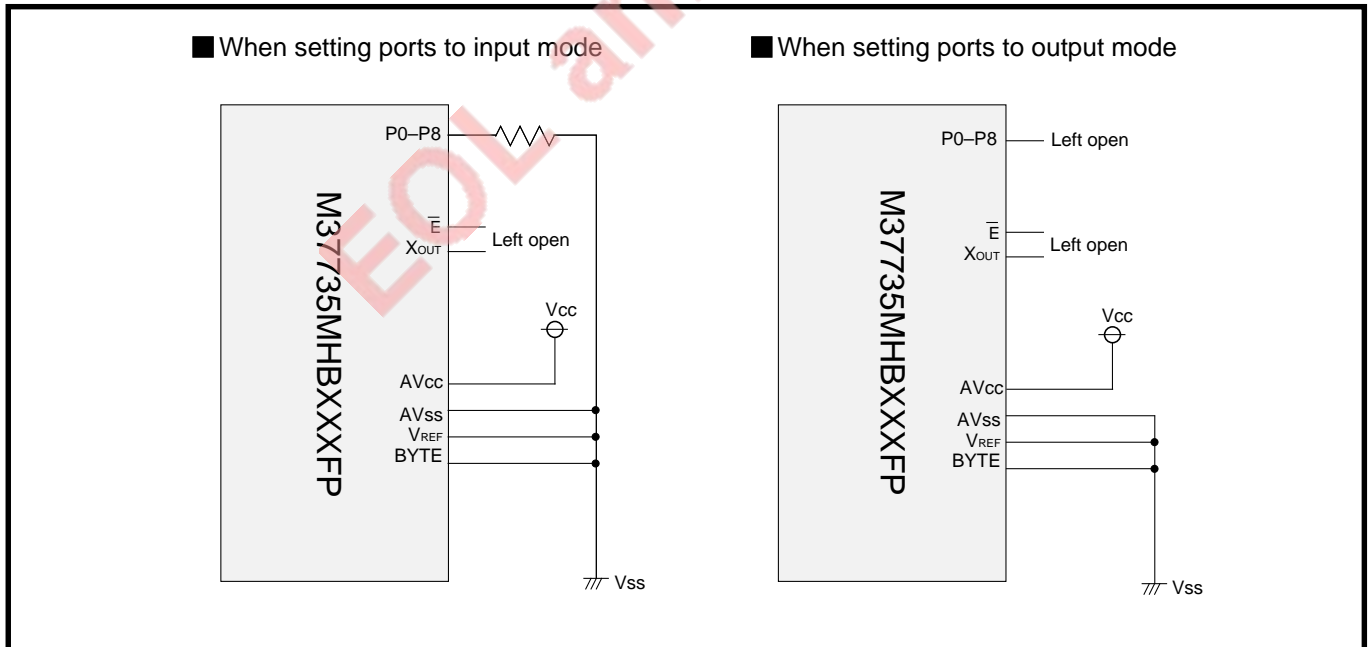 ■ When setting ports to input mode
P0–P8
E
XOUT
Left open
M37735MHBXXXFP
Vcc
AVcc
AVss
VREF
BYTE
Vss
■ When setting ports to output mode
P0–P8
Left open
E
XOUT
Left open
M37735MHBXXXFP
Vcc
AVcc
AVss
VREF
BYTE
Vss
EOL an